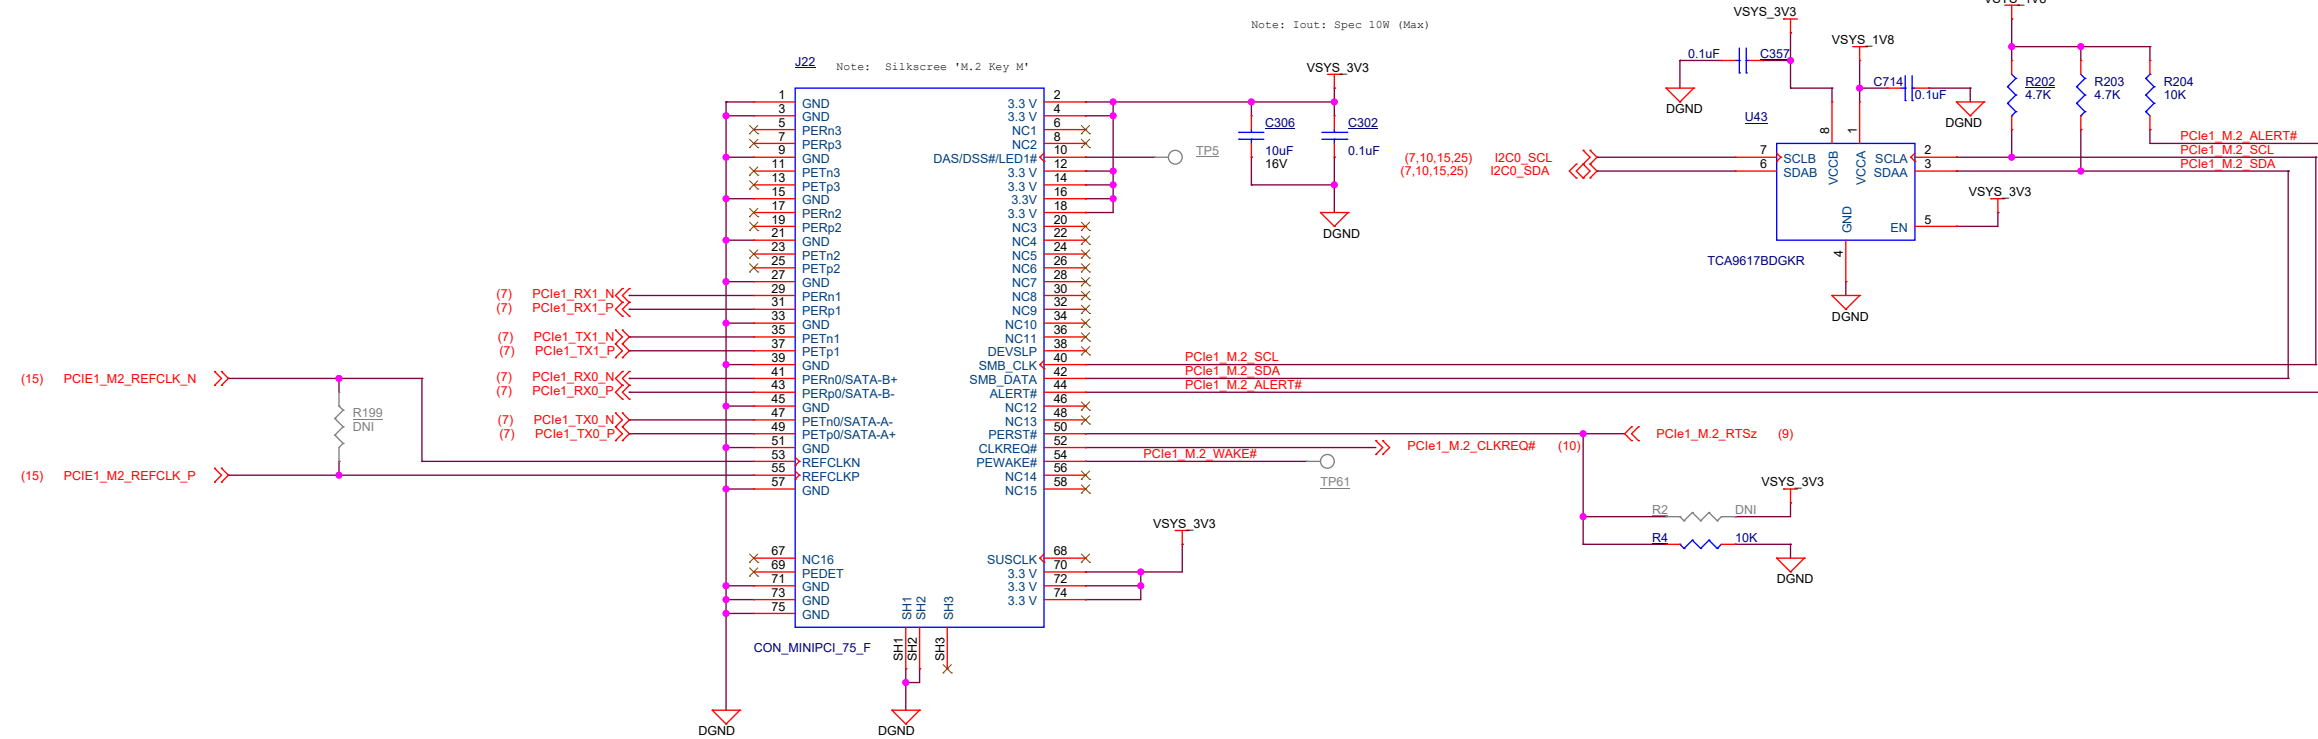 Note: Iout: Spec 10W (Max)
J22
Note: Silkscree 'M.2 Key M'
VSYS_3V3
1 GND 3.3 V 2
3 GND 3.3 V 4
5 PERn3 NC1 6
7 PERp3 NC2 8
9 GND DAS/DSS#/LED1# 10
11 PETn3 3.3 V 12
13 PETp3 3.3 V 14
15 GND 3.3V 16
17 PERn2 3.3 V 18
19 PERp2 NC3 20
21 GND NC4 22
23 PETn2 NC5 24
25 PETp2 NC6 26
27 GND NC7 28
29 PERn1 NC8 30
31 PERp1 NC9 32
33 GND NC10 34
35 PETn1 NC11 36
37 PETp1 DEVSLP 38
39 GND SMB_CLK 40
41 PERn0/SATA-B+ SMB_DATA 42
43 PERp0/SATA-B- ALERT# 44
45 GND NC12 46
47 PETn0/SATA-A- NC13 48
49 PETp0/SATA-A+ PERST# 50
51 GND CLKREQ# 52
53 REFCLKN PEWAKE# 54
55 REFCLKP NC14 56
57 GND NC15 58
67 NC16 SUSCLK 68
69 PEDET 3.3 V 70
71 GND 3.3 V 72
73 GND 3.3 V 74
75 GND
SH1 SH2 SH3
SH1 SH2 SH3
CON_MINIPCI_75_F
DGND
DGND
(7) PCIe1_RX1_N
(7) PCIe1_RX1_P
(7) PCIe1_TX1_N
(7) PCIe1_TX1_P
(7) PCIe1_RX0_N
(7) PCIe1_RX0_P
(7) PCIe1_TX0_N
(7) PCIe1_TX0_P
(15) PCIE1_M2_REFCLK_N
R199
DNI
(15) PCIE1_M2_REFCLK_P
TP5
C306
10uF
16V
C302
0.1uF
DGND
PCIe1_M.2_SCL
PCIe1_M.2_SDA
PCIe1_M.2_ALERT#
PCIe1_M.2_RTSz (9)
PCIe1_M.2_CLKREQ# (10)
PCIe1_M.2_WAKE#
TP61
VSYS_3V3
R2 DNI
R4 10K
DGND
VSYS_3V3
VSYS_3V3
0.1uF C357
DGND
VSYS_1V8
C714
0.1uF
DGND
U43
8 1
7 SCLB VCCB VCCA SCLA 2
6 SDAB SDAA 3
GND EN 5
4
TCA9617BDGKR
DGND
(7,10,15,25) I2C0_SCL
(7,10,15,25) I2C0_SDA
VSYS_3V3
R202
4.7K
R203
4.7K
R204
10K
PCIe1_M.2_ALERT#
PCIe1_M.2_SCL
PCIe1_M.2_SDA